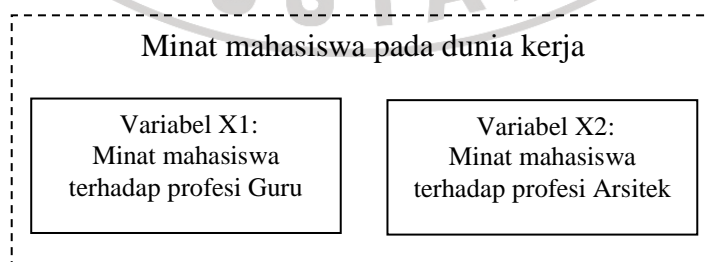 Minat mahasiswa pada dunia kerja
Variabel X1:
Minat mahasiswa
terhadap profesi Guru
Variabel X2:
Minat mahasiswa
terhadap profesi Arsitek